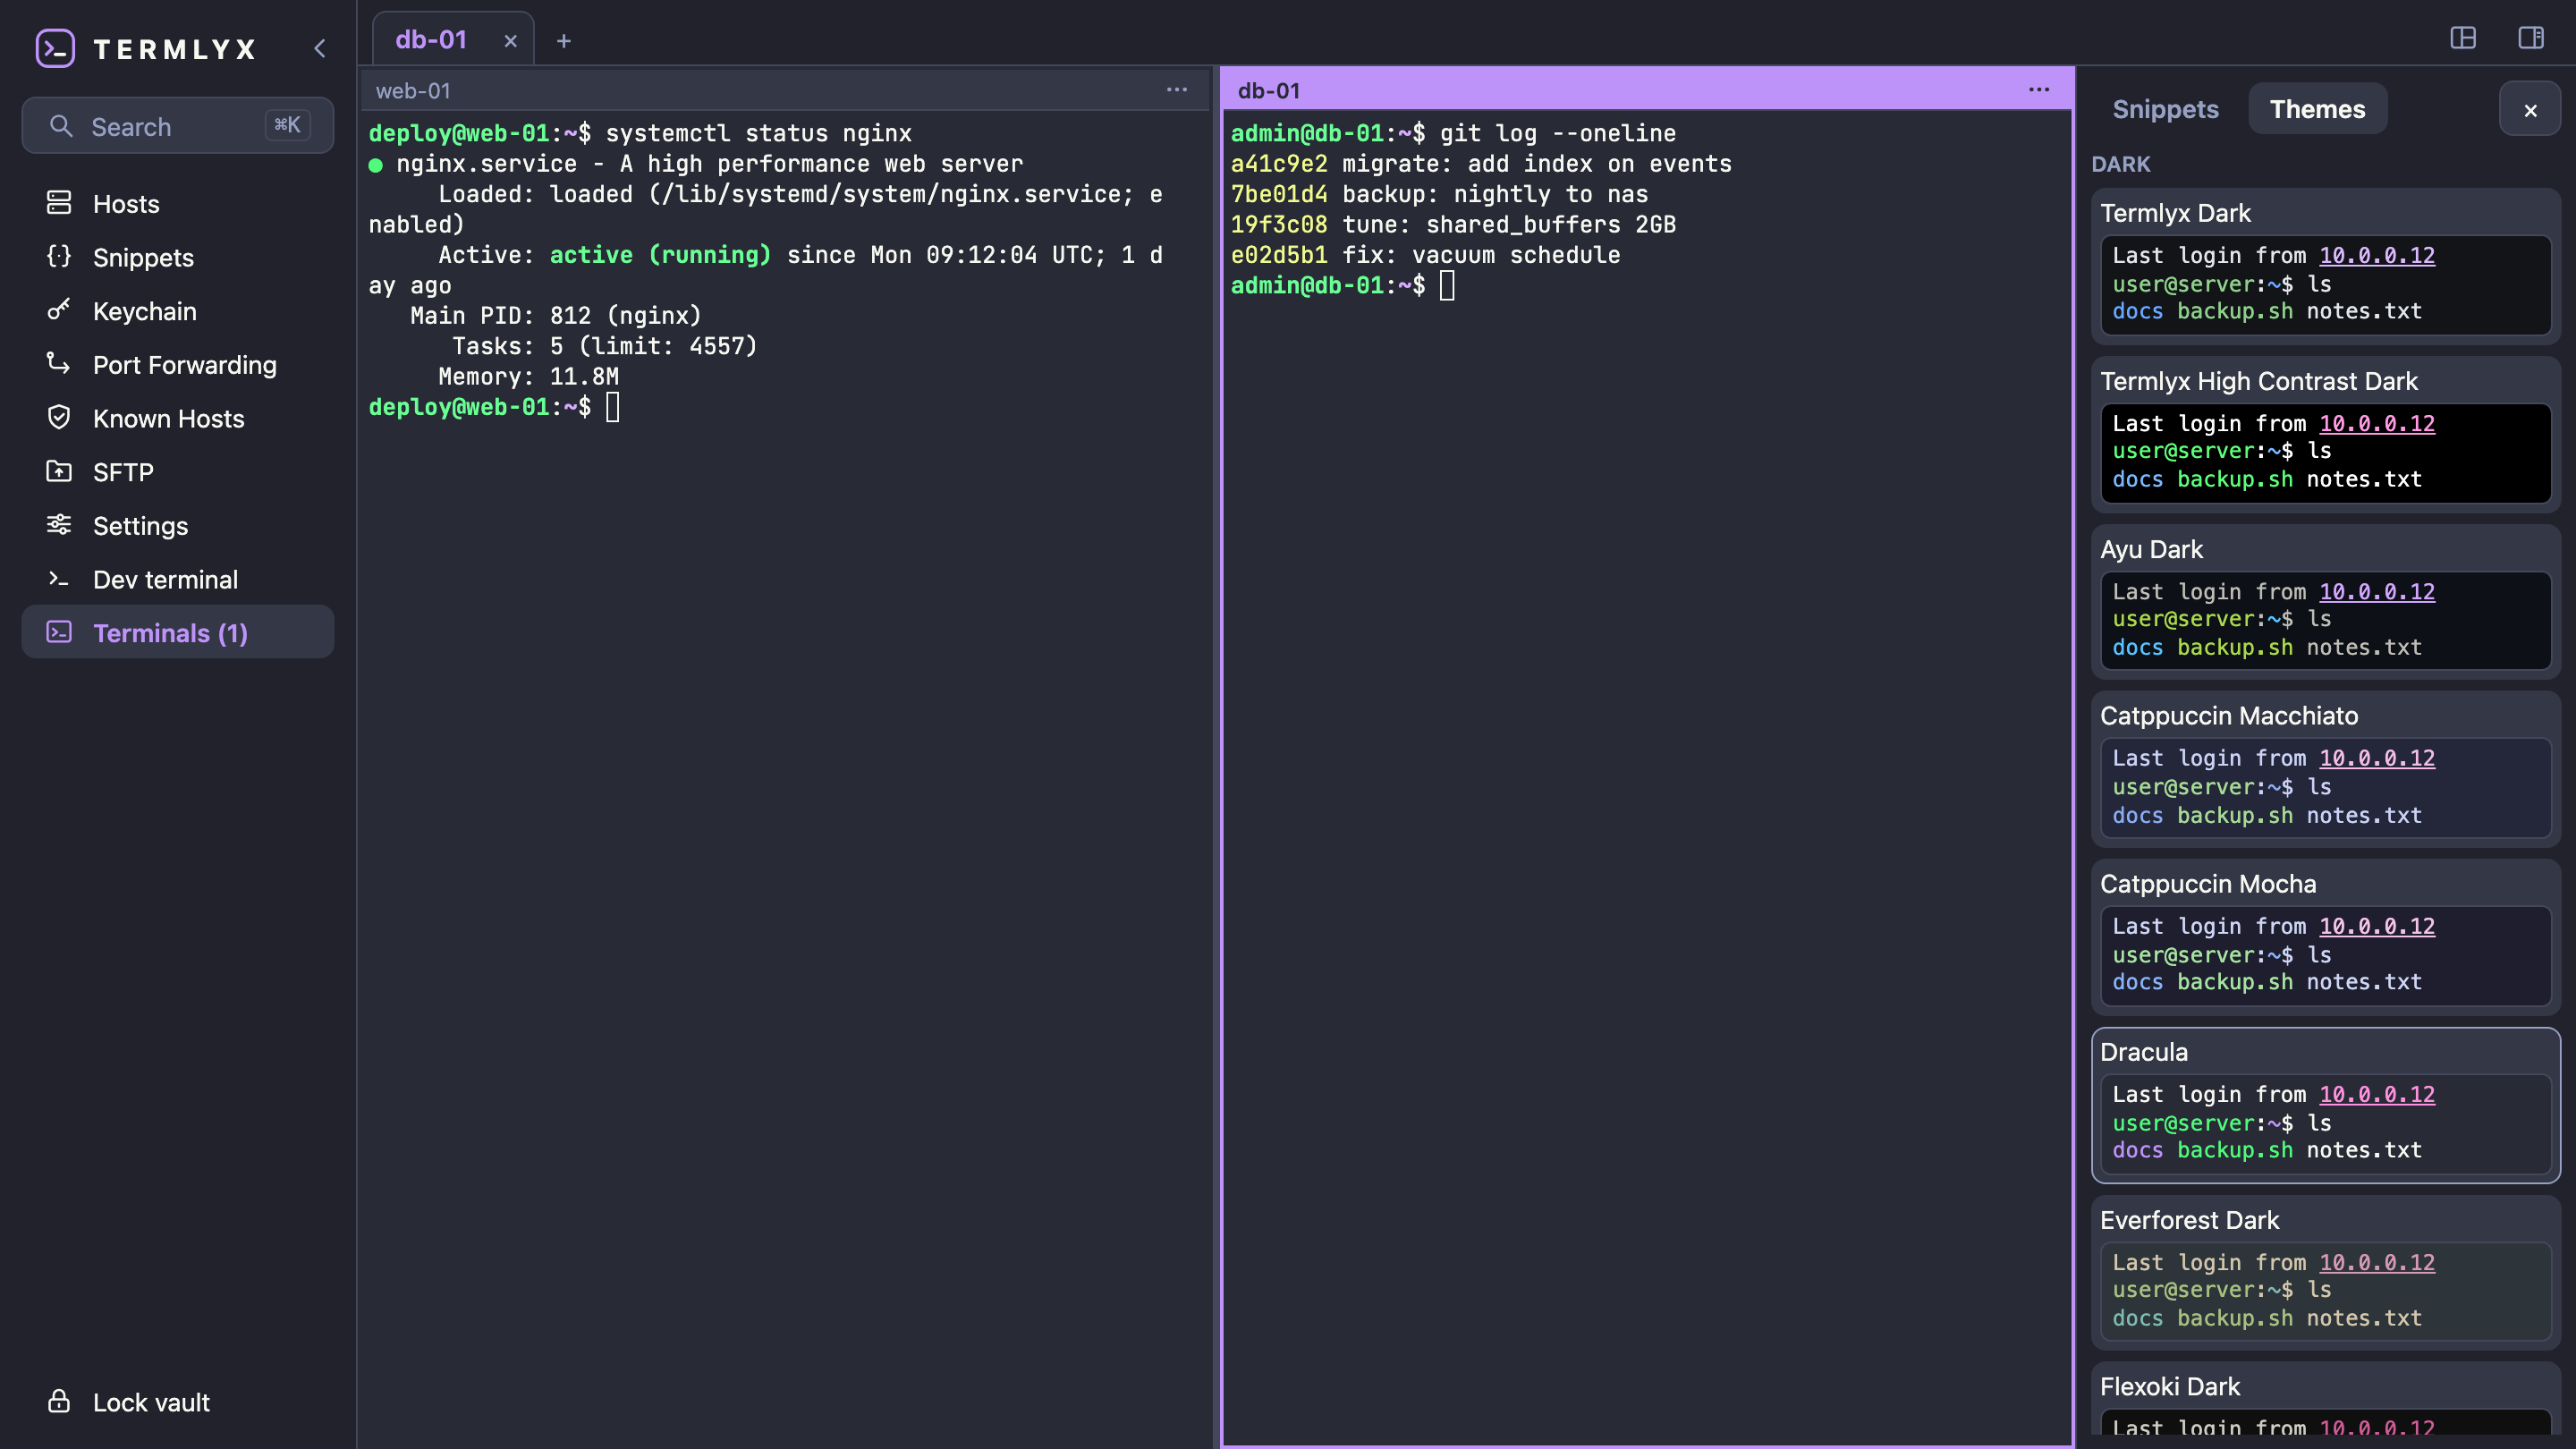 TERMLYX
Search ⌘K
Hosts
Snippets
Keychain
Port Forwarding
Known Hosts
SFTP
Settings
Dev terminal
Terminals (1)
Lock vault
db-01 × +
web-01 ···
deploy@web-01:~$ systemctl status nginx
● nginx.service - A high performance web server
Loaded: loaded (/lib/systemd/system/nginx.service; e
nabled)
Active: active (running) since Mon 09:12:04 UTC; 1 d
ay ago
Main PID: 812 (nginx)
Tasks: 5 (limit: 4557)
Memory: 11.8M
deploy@web-01:~$
db-01 ···
admin@db-01:~$ git log --oneline
a41c9e2 migrate: add index on events
7be01d4 backup: nightly to nas
19f3c08 tune: shared_buffers 2GB
e02d5b1 fix: vacuum schedule
admin@db-01:~$
Snippets Themes ×
DARK
Termlyx Dark
Last login from 10.0.0.12
user@server:~$ ls
docs backup.sh notes.txt
Termlyx High Contrast Dark
Last login from 10.0.0.12
user@server:~$ ls
docs backup.sh notes.txt
Ayu Dark
Last login from 10.0.0.12
user@server:~$ ls
docs backup.sh notes.txt
Catppuccin Macchiato
Last login from 10.0.0.12
user@server:~$ ls
docs backup.sh notes.txt
Catppuccin Mocha
Last login from 10.0.0.12
user@server:~$ ls
docs backup.sh notes.txt
Dracula
Last login from 10.0.0.12
user@server:~$ ls
docs backup.sh notes.txt
Everforest Dark
Last login from 10.0.0.12
user@server:~$ ls
docs backup.sh notes.txt
Flexoki Dark
Last login from 10.0.0.12